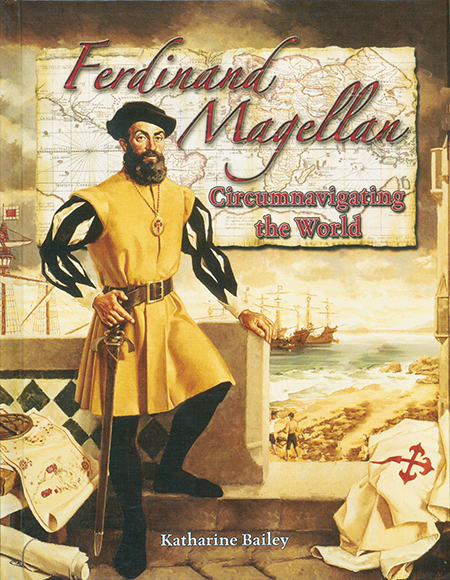 Ferdinand
Magellan
Circumnavigating
the World
Katharine Bailey